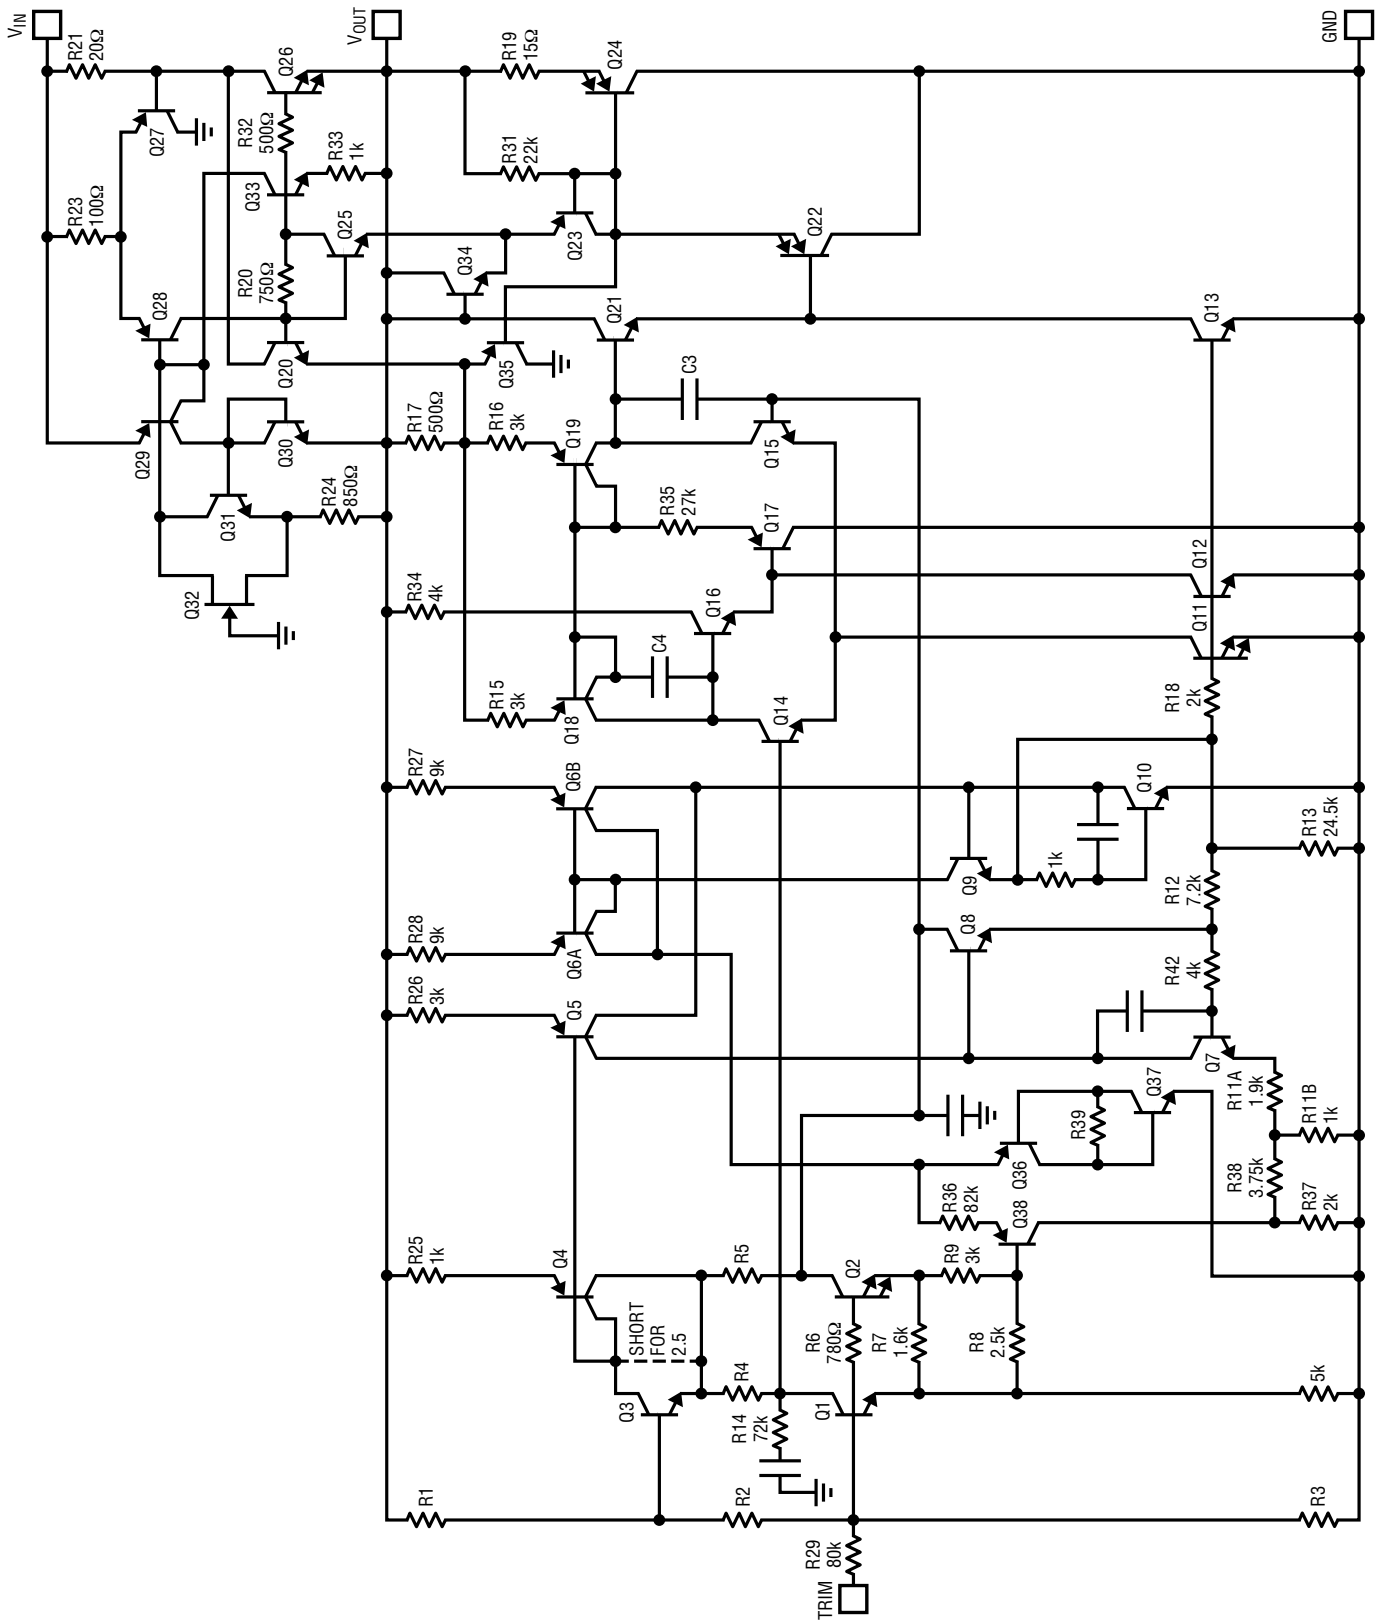 VIN
R21
20Ω
Q26
VOUT
R19
15Ω
Q24
GND
Q27
R32
500Ω
R33
1k
R31
22k
R23
100Ω
Q33
Q25
Q23
Q22
Q28
R20
750Ω
Q34
Q21
Q13
Q20
Q35
C3
Q29
Q30
R17
500Ω
R16
3k
Q19
Q15
Q31
R24
850Ω
R35
27k
Q17
Q32
R34
4k
Q16
Q12
Q11
C4
R15
3k
Q18
Q14
R18
2k
R27
9k
Q6B
Q10
R13
24.5k
1k
Q9
R12
7.2k
R28
9k
Q6A
Q8
R42
4k
R26
3k
Q5
Q7
R11A
1.9k
R11B
1k
Q37
R39
Q36
R38
3.75k
R37
2k
R36
82k
Q38
R25
1k
Q4
R5
Q2
R9
3k
SHORT
FOR
2.5
R6
780Ω
R7
1.6k
R8
2.5k
5k
Q3
R4
R14
72k
Q1
R1
R2
R3
R29
80k
TRIM